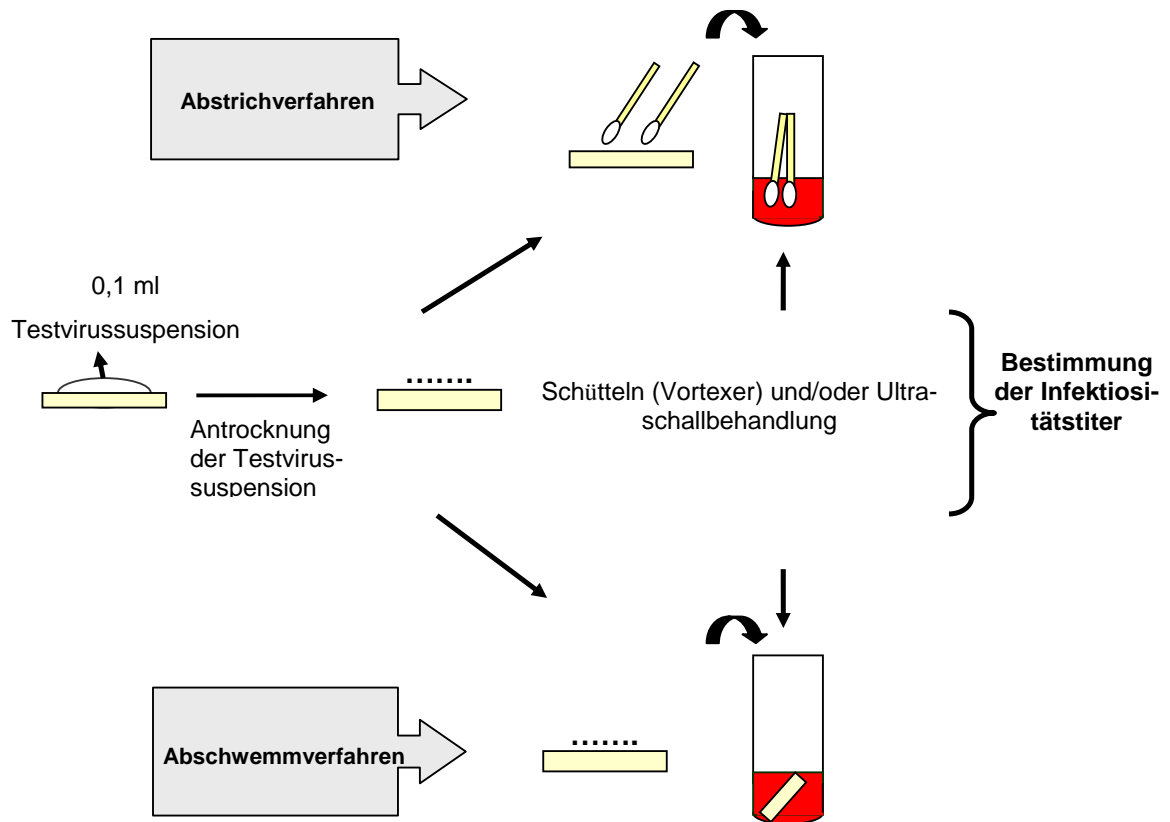 Abstrichverfahren
0,1 ml
Testvirussuspension
Antrocknung
der Testvirus-
suspension
Schütteln (Vortexer) und/oder Ultra-
schallbehandlung
Bestimmung
der Infektiosi-
tätstiter
Abschwemmverfahren